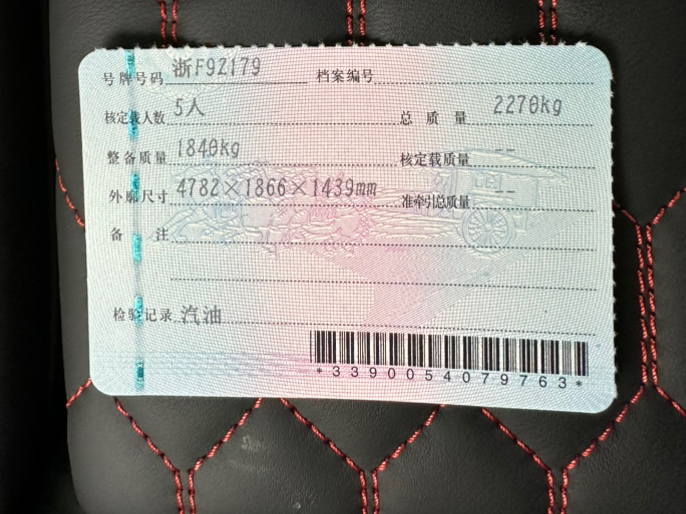 号牌号码 浙F92179 档案编号
核定载人数 5人 总质量 2270kg
整备质量 1840kg 核定载质量 --
外廓尺寸 4782×1866×1439mm 准牵引总质量 --
备注
检验记录 汽油
*3390054079763*